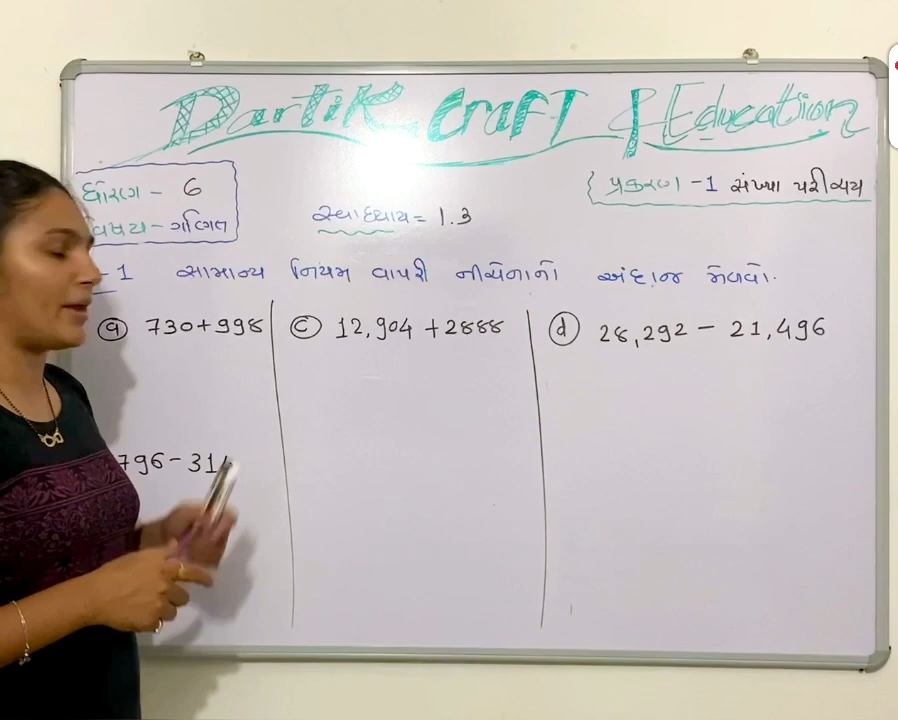 Partik Craft & Education
ધોરણ - 6
વિષય - ગણિત
સ્વાધ્યાય = 1.3
પ્રકરણ -1 સંખ્યા પરીચય
-1 સામાન્ય નિયમ વાપરી નીચેનાનો અંદાજ મેળવો.
a 730+998
c 12,904 + 2888
d 28,292 - 21,496
796-31